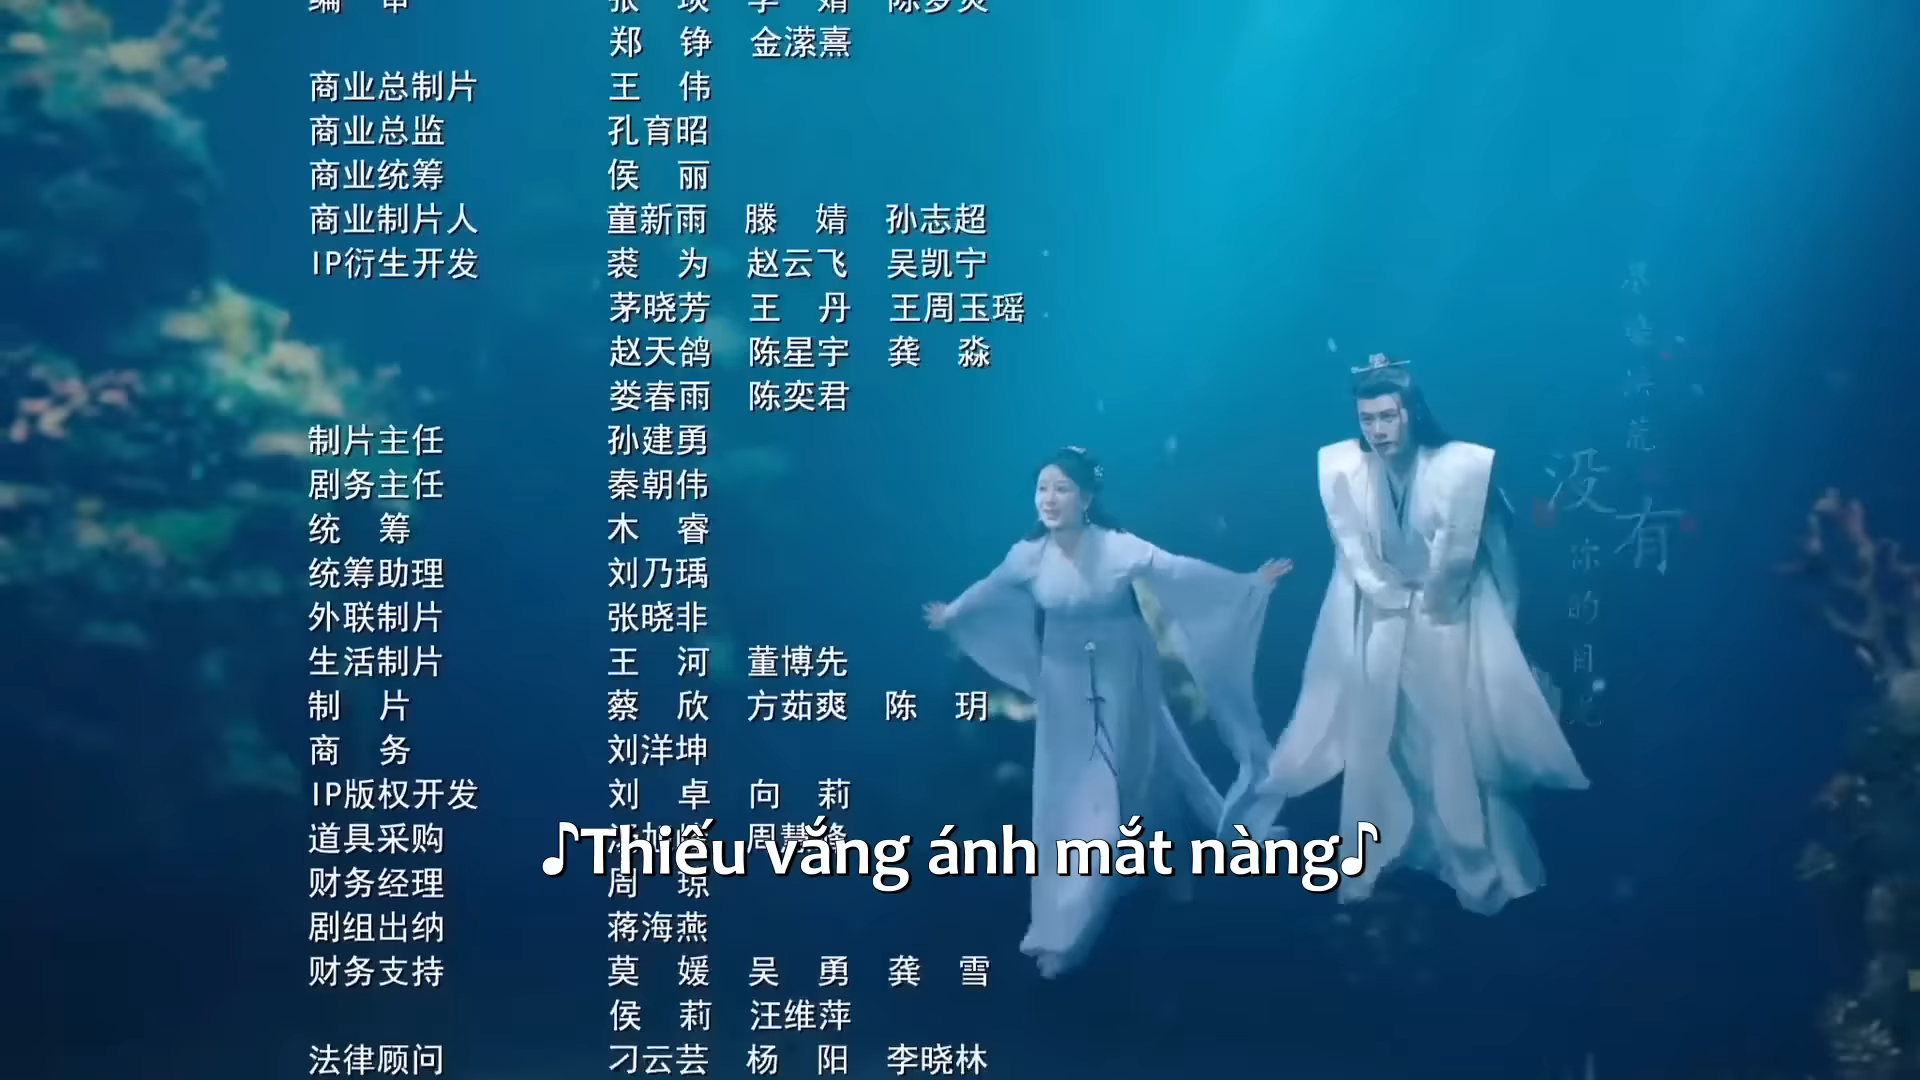 郑　铮　金潆熹
商业总制片　王　伟
商业总监　孔育昭
商业统筹　侯　丽
商业制片人　童新雨　滕　婧　孙志超
IP衍生开发　裘　为　赵云飞　吴凯宁
茅晓芳　王　丹　王周玉瑶
赵天鸽　陈星宇　龚　淼
娄春雨　陈奕君
制片主任　孙建勇
剧务主任　秦朝伟
统　筹　木　睿
统筹助理　刘乃瑀
外联制片　张晓非
生活制片　王　河　董博先
制　片　蔡　欣　方茹爽　陈　玥
商　务　刘洋坤
IP版权开发　刘　卓　向　莉
道具采购　周慧
♪Thiếu vắng ánh mắt nàng♪
财务经理　周　琼
剧组出纳　蒋海燕
财务支持　莫　媛　吴　勇　龚　雪
侯　莉　汪维萍
法律顾问　刁云芸　杨　阳　李晓林
没有
你的目光